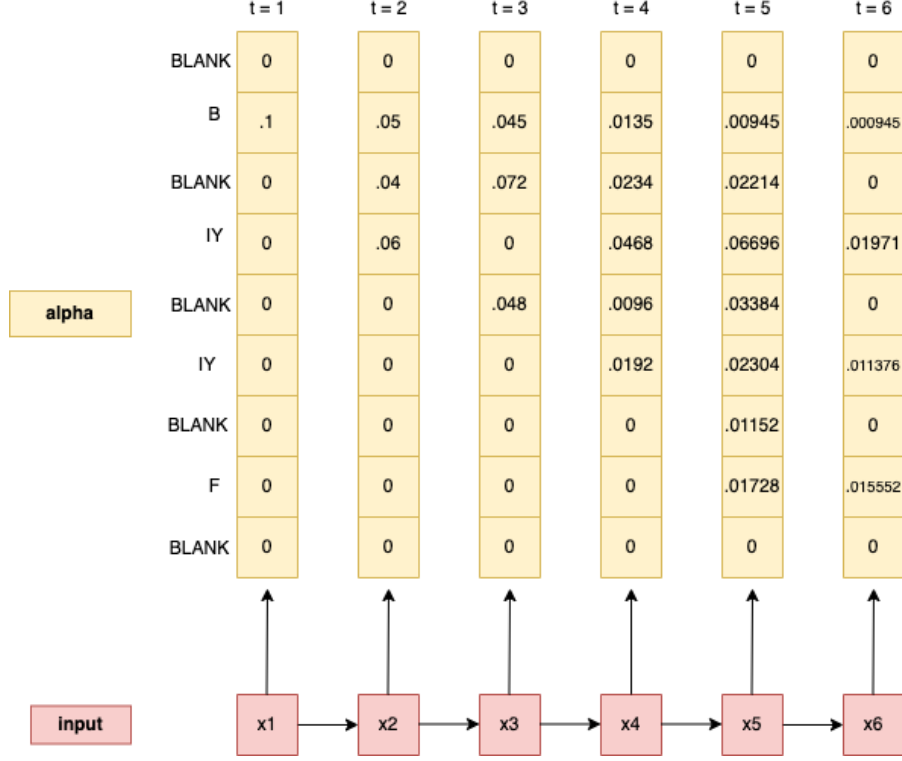 t = 1 t = 2 t = 3 t = 4 t = 5 t = 6
BLANK 0 0 0 0 0 0
B .1 .05 .045 .0135 .00945 .000945
BLANK 0 .04 .072 .0234 .02214 0
IY 0 .06 0 .0468 .06696 .01971
alpha BLANK 0 0 .048 .0096 .03384 0
IY 0 0 0 .0192 .02304 .011376
BLANK 0 0 0 0 .01152 0
F 0 0 0 0 .01728 .015552
BLANK 0 0 0 0 0 0
input x1 x2 x3 x4 x5 x6